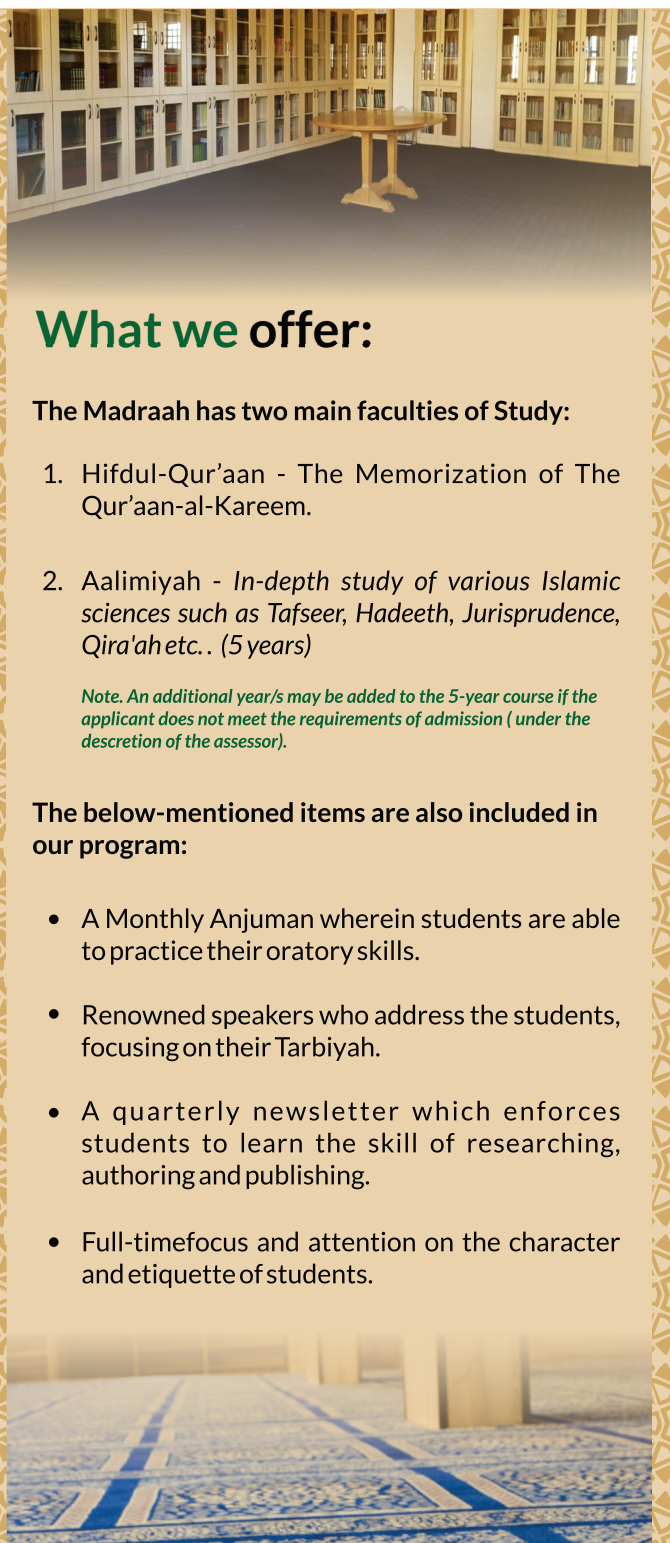 What we offer:
The Madraah has two main faculties of Study:
1. Hifdul-Qur’aan - The Memorization of The
Qur’aan-al-Kareem.
2. Aalimiyah - In-depth study of various Islamic
sciences such as Tafseer, Hadeeth, Jurisprudence,
Qira'ah etc. . (5 years)
Note. An additional year/s may be added to the 5-year course if the
applicant does not meet the requirements of admission ( under the
descretion of the assessor).
The below-mentioned items are also included in
our program:
• A Monthly Anjuman wherein students are able
to practice their oratory skills.
• Renowned speakers who address the students,
focusing on their Tarbiyah.
• A quarterly newsletter which enforces
students to learn the skill of researching,
authoring and publishing.
• Full-timefocus and attention on the character
and etiquette of students.